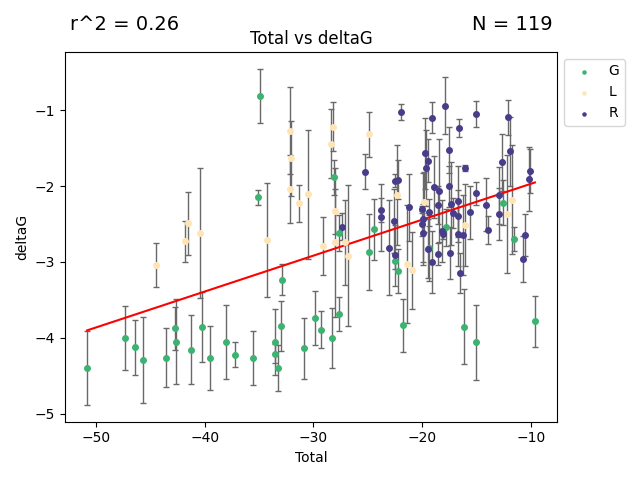 r^2 = 0.26
N = 119
Total vs deltaG
G
L
R
−1
−2
−3
−4
−5
deltaG
−50
−40
−30
−20
−10
Total